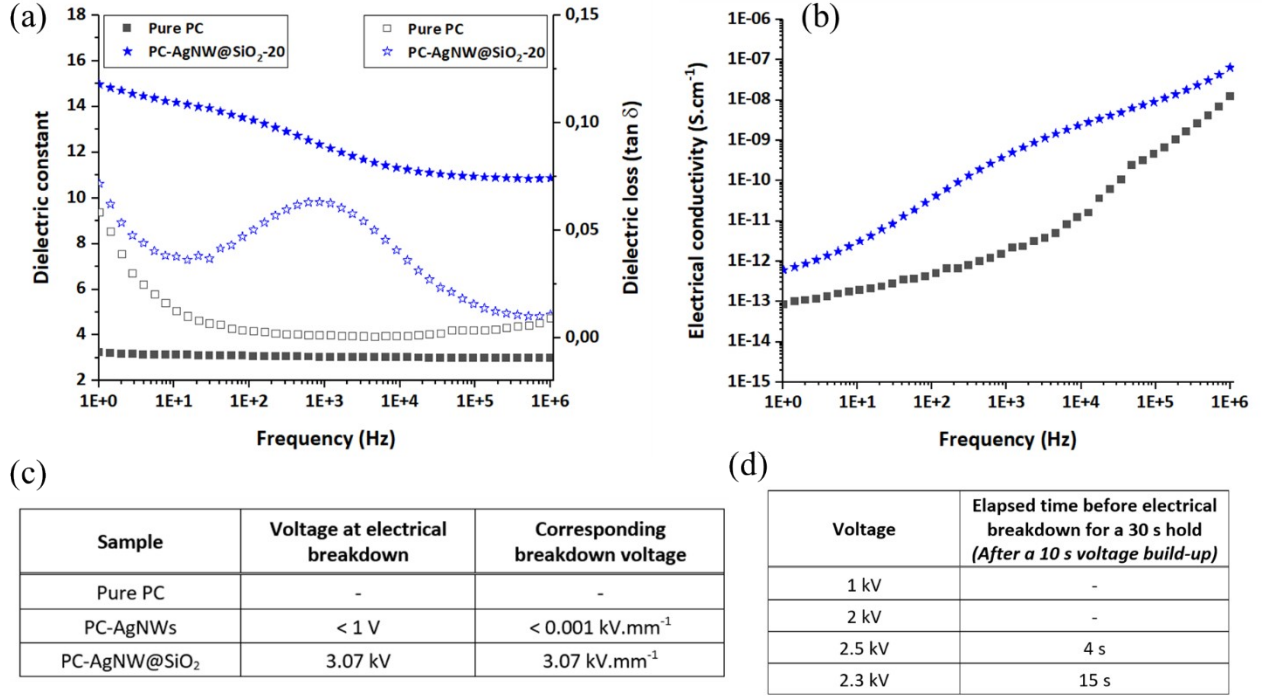 (a)
18
16
14
12
10
8
6
4
2
Dielectric constant
Pure PC
PC-AgNW@SiO₂-20
Pure PC
PC-AgNW@SiO₂-20
0,15
0,10
0,05
0,00
Dielectric loss (tan δ)
1E+0 1E+1 1E+2 1E+3 1E+4 1E+5 1E+6
Frequency (Hz)
(b)
1E-06
1E-07
1E-08
1E-09
1E-10
1E-11
1E-12
1E-13
1E-14
1E-15
Electrical conductivity (S.cm⁻¹)
1E+0 1E+1 1E+2 1E+3 1E+4 1E+5 1E+6
Frequency (Hz)
(c)
Sample
Voltage at electrical
breakdown
Corresponding
breakdown voltage
Pure PC - -
PC-AgNWs < 1 V < 0.001 kV.mm⁻¹
PC-AgNW@SiO₂ 3.07 kV 3.07 kV.mm⁻¹
(d)
Voltage
Elapsed time before electrical
breakdown for a 30 s hold
(After a 10 s voltage build-up)
1 kV -
2 kV -
2.5 kV 4 s
2.3 kV 15 s